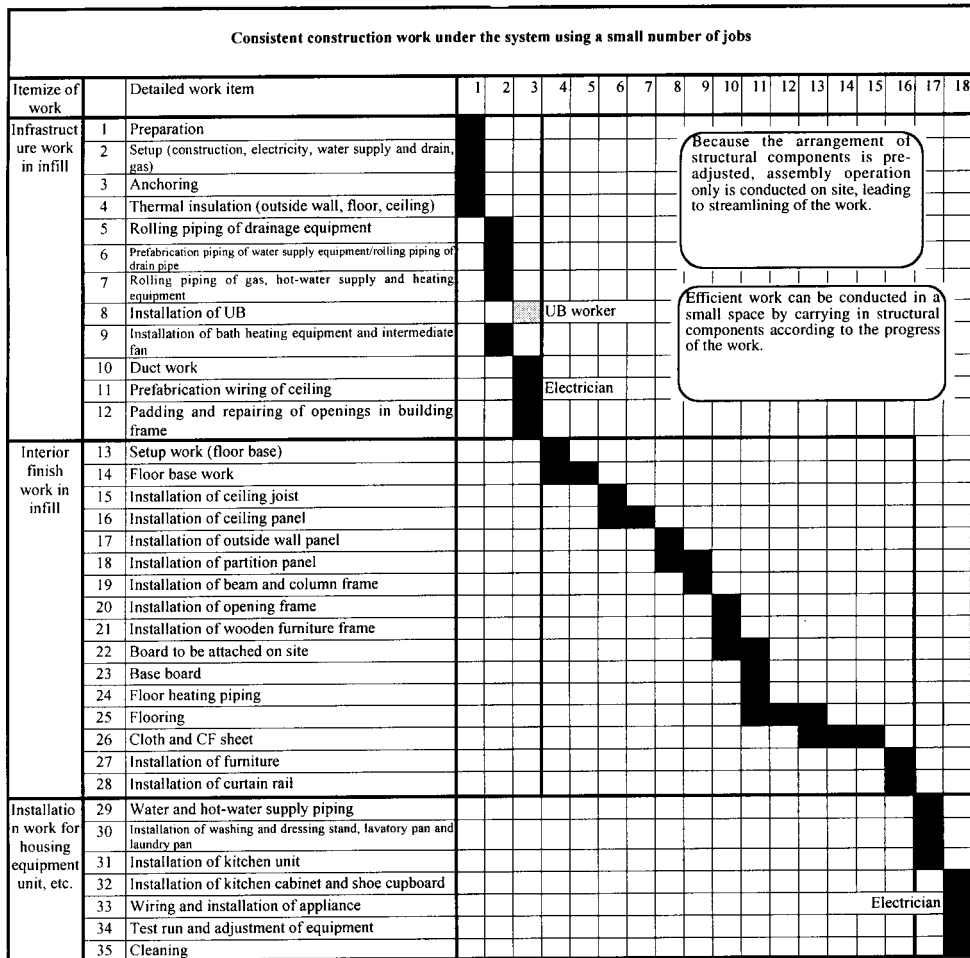 Consistent construction work under the system using a small number of jobs
Itemize of
work
Detailed work item
1 2 3 4 5 6 7 8 9 10 11 12 13 14 15 16 17 18
Infrastruct
ure work
in infill
1 Preparation
2 Setup (construction, electricity, water supply and drain,
gas)
3 Anchoring
4 Thermal insulation (outside wall, floor, ceiling)
5 Rolling piping of drainage equipment
6 Prefabrication piping of water supply equipment/rolling piping of
drain pipe
7 Rolling piping of gas, hot-water supply and heating
equipment
8 Installation of UB
UB worker
9 Installation of bath heating equipment and intermediate
fan
10 Duct work
11 Prefabrication wiring of ceiling
Electrician
12 Padding and repairing of openings in building
frame
Because the arrangement of
structural components is pre-
adjusted, assembly operation
only is conducted on site, leading
to streamlining of the work.
Efficient work can be conducted in a
small space by carrying in structural
components according to the progress
of the work.
Interior
finish
work in
infill
13 Setup work (floor base)
14 Floor base work
15 Installation of ceiling joist
16 Installation of ceiling panel
17 Installation of outside wall panel
18 Installation of partition panel
19 Installation of beam and column frame
20 Installation of opening frame
21 Installation of wooden furniture frame
22 Board to be attached on site
23 Base board
24 Floor heating piping
25 Flooring
26 Cloth and CF sheet
27 Installation of furniture
28 Installation of curtain rail
Installatio
n work for
housing
equipment
unit, etc.
29 Water and hot-water supply piping
30 Installation of washing and dressing stand, lavatory pan and
laundry pan
31 Installation of kitchen unit
32 Installation of kitchen cabinet and shoe cupboard
33 Wiring and installation of appliance
Electrician
34 Test run and adjustment of equipment
35 Cleaning